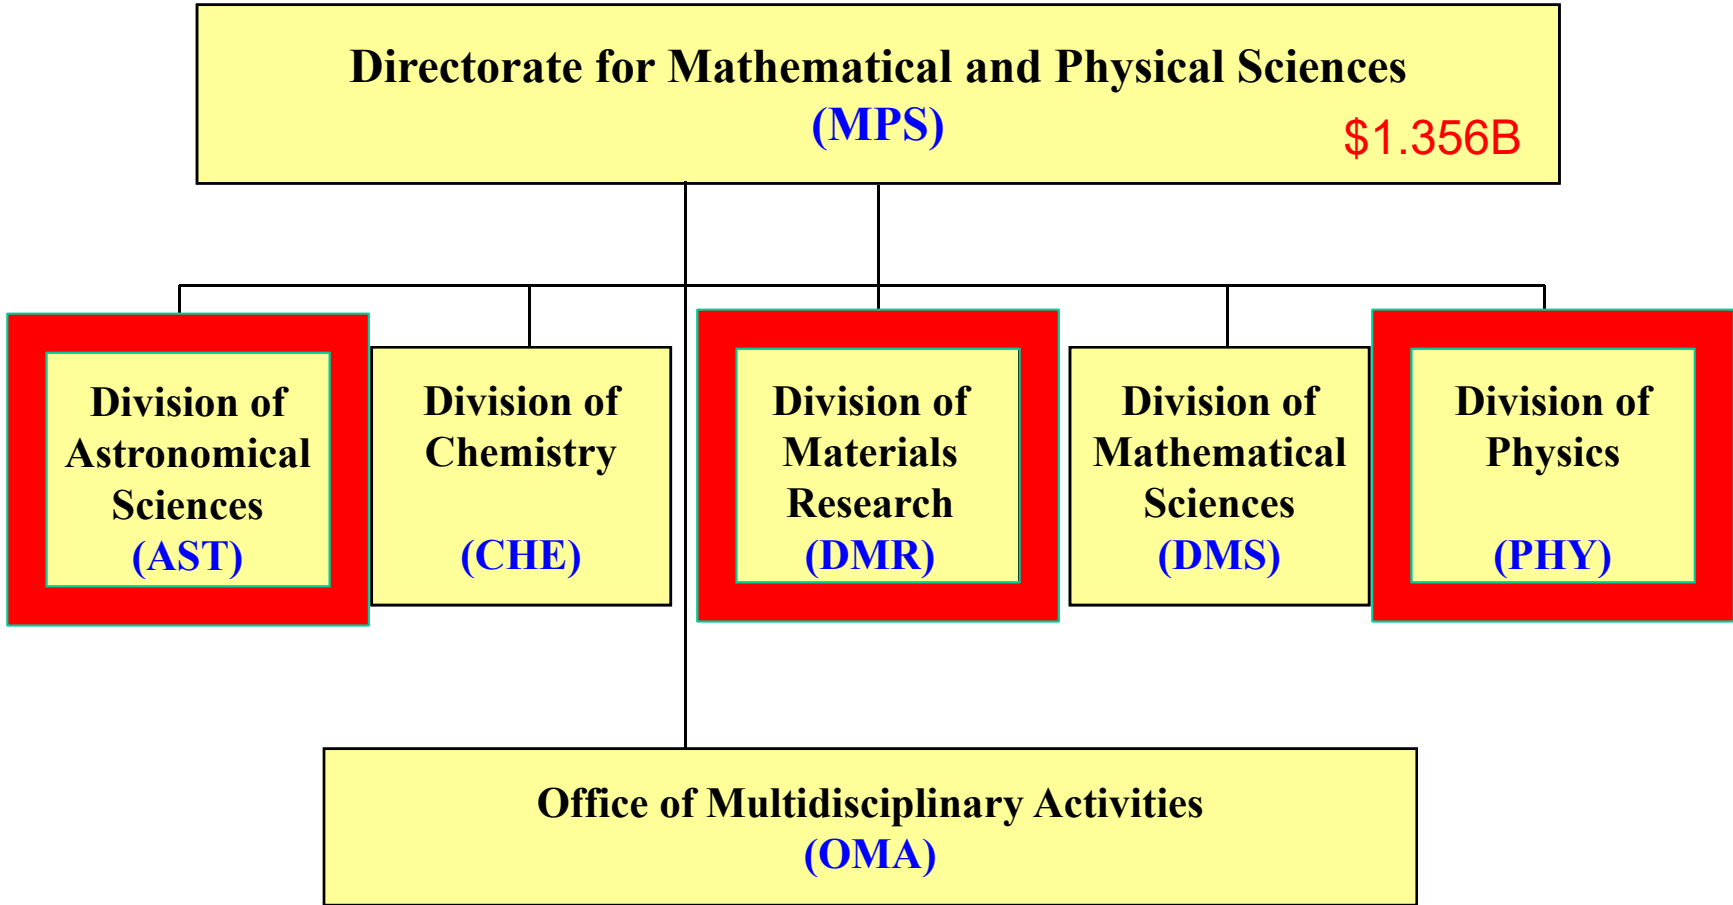 Directorate for Mathematical and Physical Sciences
(MPS)
$1.356B
Division of
Astronomical
Sciences
(AST)
Division of
Chemistry
(CHE)
Division of
Materials
Research
(DMR)
Division of
Mathematical
Sciences
(DMS)
Division of
Physics
(PHY)
Office of Multidisciplinary Activities
(OMA)